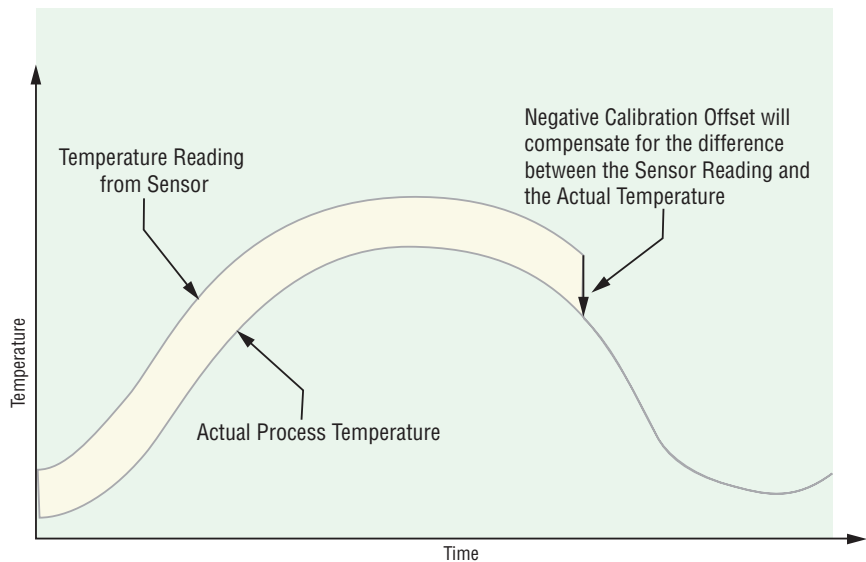 Negative Calibration Offset will
compensate for the difference
between the Sensor Reading and
the Actual Temperature
Temperature Reading
from Sensor
Temperature
Actual Process Temperature
Time